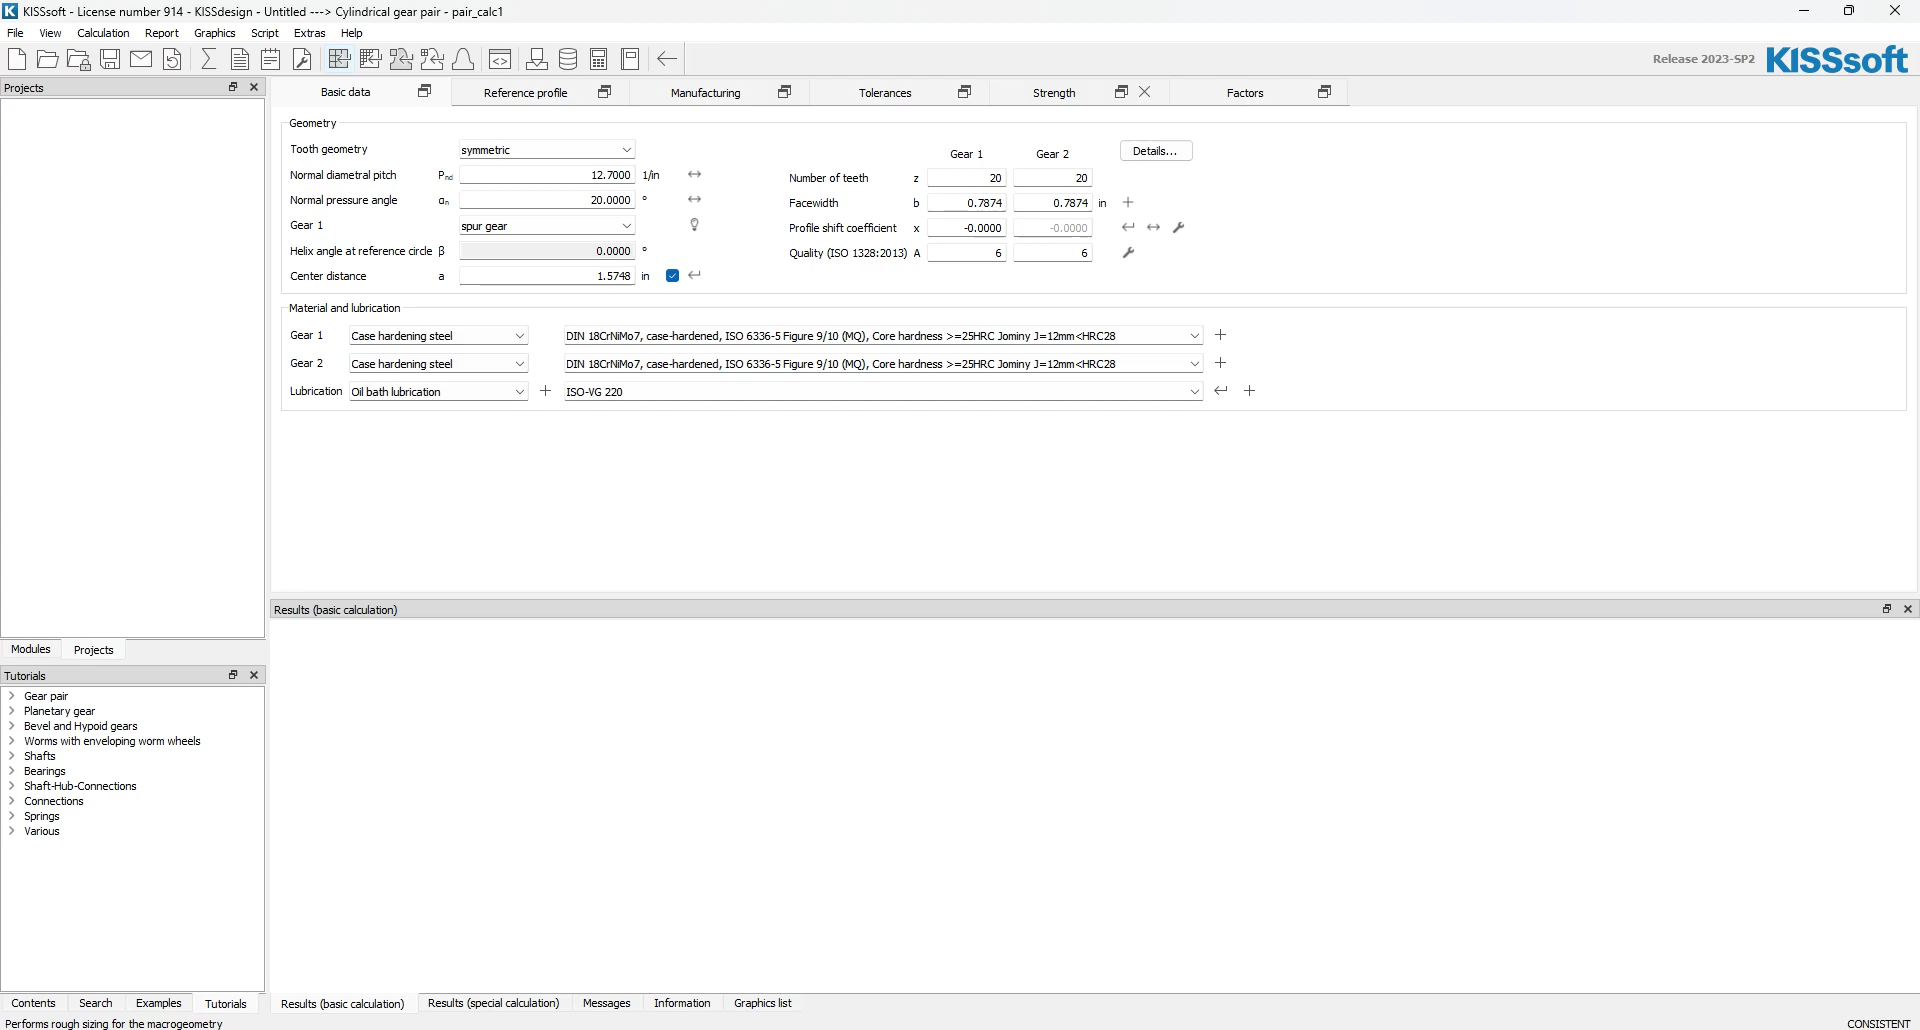 KISSsoft - License number 914 - KISSdesign - Untitled ---> Cylindrical gear pair - pair_calc1
File View Calculation Report Graphics Script Extras Help
Release 2023-SP2 KISSsoft
Projects
Basic data Reference profile Manufacturing Tolerances Strength Factors
Geometry
Tooth geometry symmetric
Normal diametral pitch Pnd 12.7000 1/in
Normal pressure angle αn 20.0000 °
Gear 1 spur gear
Helix angle at reference circle β 0.0000 °
Center distance a 1.5748 in
Gear 1 Gear 2 Details...
Number of teeth z 20 20
Facewidth b 0.7874 0.7874 in
Profile shift coefficient x -0.0000 -0.0000
Quality (ISO 1328:2013) A 6 6
Material and lubrication
Gear 1 Case hardening steel DIN 18CrNiMo7, case-hardened, ISO 6336-5 Figure 9/10 (MQ), Core hardness >=25HRC Jominy J=12mm<HRC28
Gear 2 Case hardening steel DIN 18CrNiMo7, case-hardened, ISO 6336-5 Figure 9/10 (MQ), Core hardness >=25HRC Jominy J=12mm<HRC28
Lubrication Oil bath lubrication ISO-VG 220
Results (basic calculation)
Modules Projects
Tutorials
Gear pair
Planetary gear
Bevel and Hypoid gears
Worms with enveloping worm wheels
Shafts
Bearings
Shaft-Hub-Connections
Connections
Springs
Various
Contents Search Examples Tutorials
Results (basic calculation) Results (special calculation) Messages Information Graphics list
Performs rough sizing for the macrogeometry
CONSISTENT